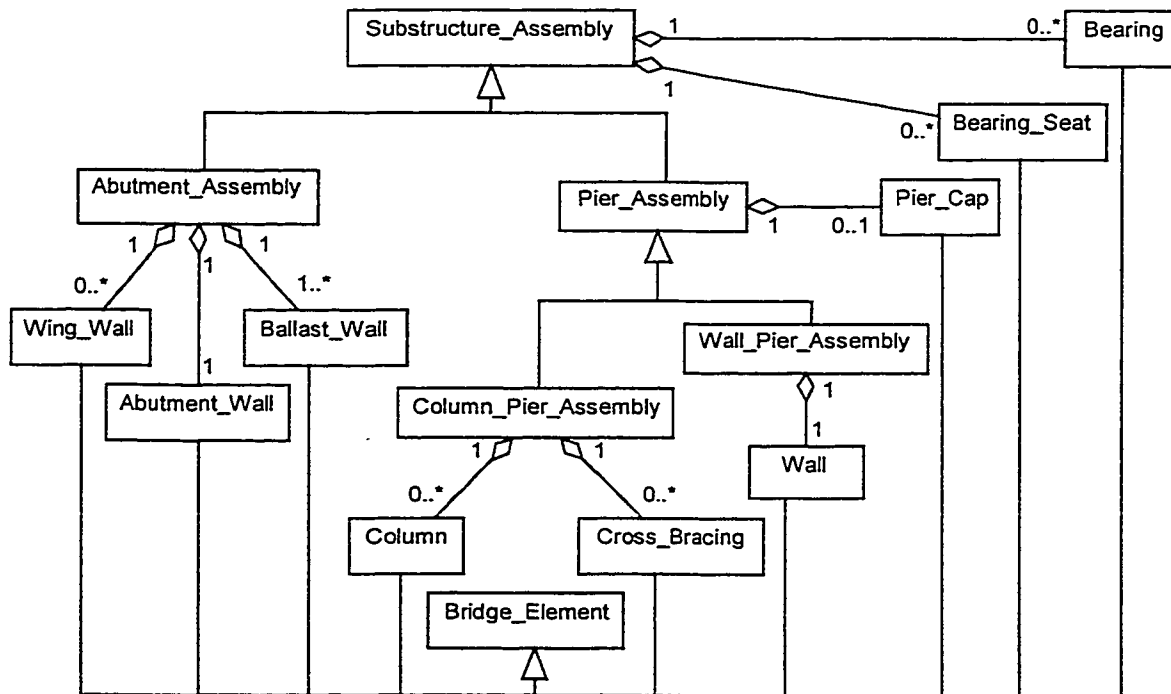 Substructure_Assembly
1
0..*
Bearing
1
0..*
Bearing_Seat
Abutment_Assembly
Pier_Assembly
1
0..1
Pier_Cap
1
1
1
0..*
1..*
Wing_Wall
Ballast_Wall
Wall_Pier_Assembly
1
Abutment_Wall
Column_Pier_Assembly
1
1
1
1
Wall
0..*
0..*
Column
Cross_Bracing
Bridge_Element